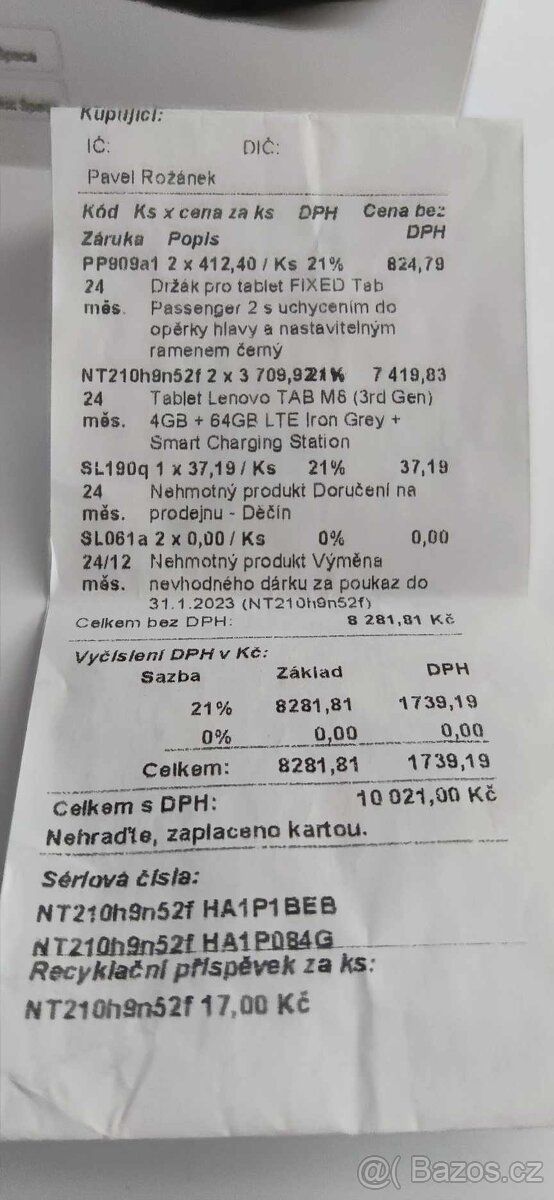 Space
Kupující:
IČ: DIČ:
Pavel Rožánek
Kód Ks x cena za ks DPH Cena bez DPH
Záruka Popis
PP909a1 2 x 412,40 / Ks 21% 824,79
24 Držák pro tablet FIXED Tab
měs. Passenger 2 s uchycením do
opěrky hlavy a nastavitelným
ramenem černý
NT210h9n52f 2 x 3 709,92 21% 7 419,83
24 Tablet Lenovo TAB M8 (3rd Gen)
měs. 4GB + 64GB LTE Iron Grey +
Smart Charging Station
SL190q 1 x 37,19 / Ks 21% 37,19
24 Nehmotný produkt Doručení na
měs. prodejnu - Děčín
SL061a 2 x 0,00 / Ks 0% 0,00
24/12 Nehmotný produkt Výměna
měs. nevhodného dárku za poukaz do
31.1.2023 (NT210h9n52f)
Celkem bez DPH: 8 281,81 Kč
Vyčíslení DPH v Kč:
Sazba Základ DPH
21% 8281,81 1739,19
0% 0,00 0,00
Celkem: 8281,81 1739,19
Celkem s DPH: 10 021,00 Kč
Nehraďte, zaplaceno kartou.
Sériová čísla:
NT210h9n52f HA1P1BEB
NT210h9n52f HA1P084G
Recyklační příspěvek za ks:
NT210h9n52f 17,00 Kč
@( Bazos.cz